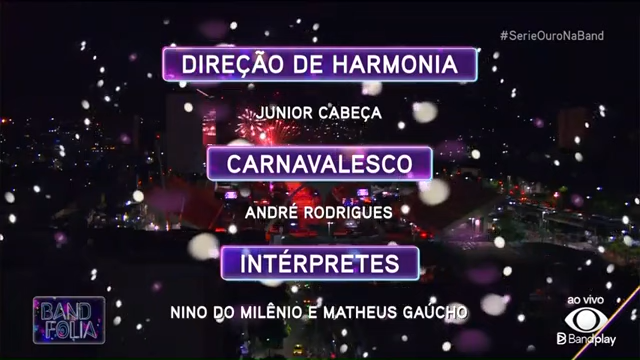 #SerieOuroNaBand
DIREÇÃO DE HARMONIA
JUNIOR CABEÇA
CARNAVALESCO
ANDRÉ RODRIGUES
INTÉRPRETES
NINO DO MILÊNIO E MATHEUS GAÚCHO
BAND
FOLIA
ao vivo
Bandplay